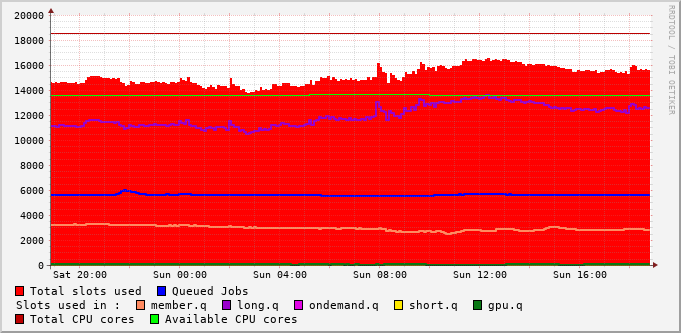 20000
18000
16000
14000
12000
10000
8000
6000
4000
2000
0
Sat 20:00 Sun 00:00 Sun 04:00 Sun 08:00 Sun 12:00 Sun 16:00
Total slots used Queued Jobs
Slots used in : member.q long.q ondemand.q short.q gpu.q
Total CPU cores Available CPU cores
RRDTOOL / TOBI OETIKER